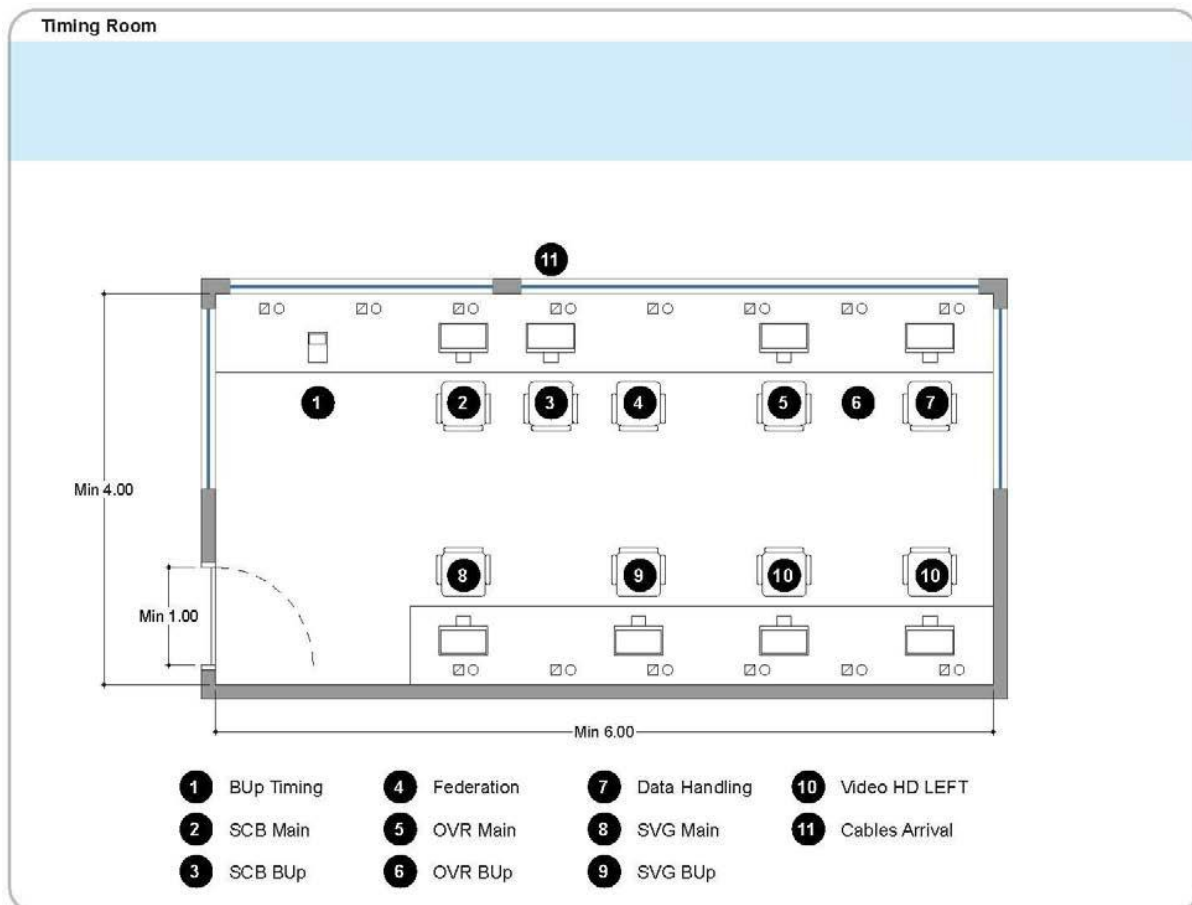 Timing Room
11
1 2 3 4 5 6 7
Min 4.00
8 9 10 10
Min 1.00
Min 6.00
1 BUp Timing 4 Federation 7 Data Handling 10 Video HD LEFT
2 SCB Main 5 OVR Main 8 SVG Main 11 Cables Arrival
3 SCB BUp 6 OVR BUp 9 SVG BUp